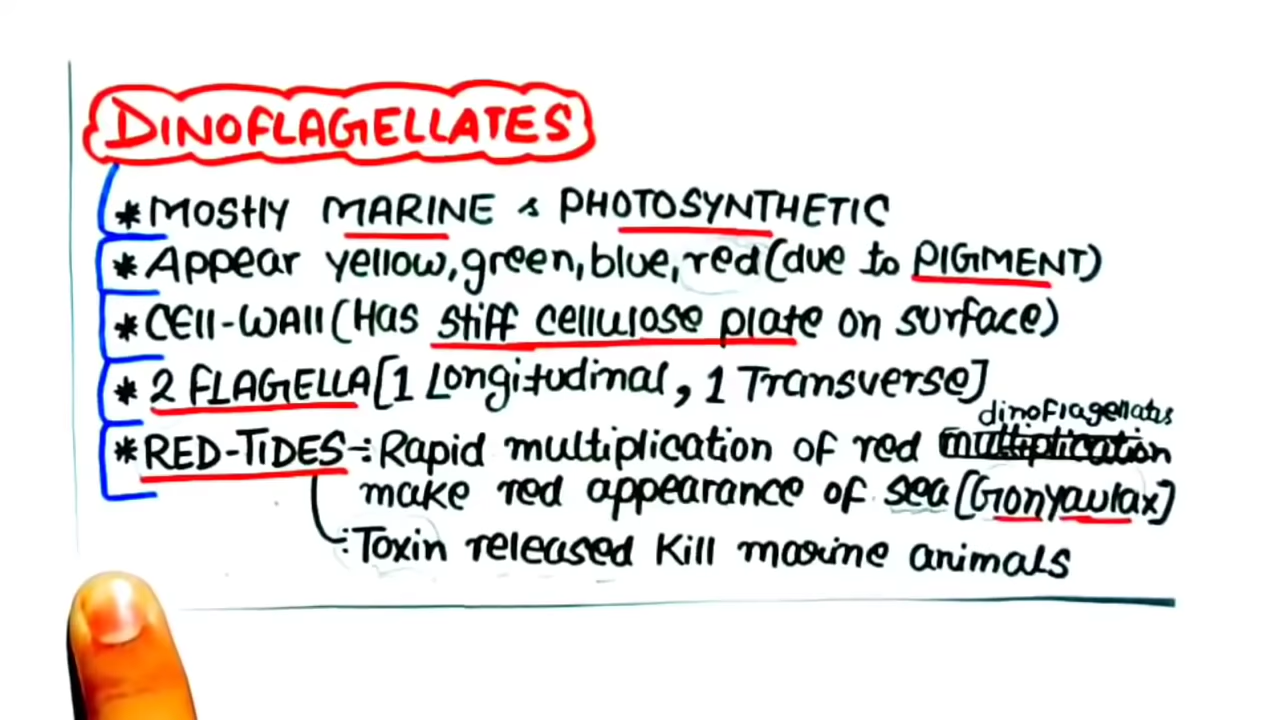 DINOFLAGELLATES
* MOStly MARINE & PHOTOSYNTHETIC
* Appear yellow,green,blue,red(due to PIGMENT)
* CEll-WAll(Has stiff cellulose plate on surface)
* 2 FLAGELLA[1 Longitudinal, 1 Transverse]
dinoflagellates
* RED-TIDES-:Rapid multiplication of red multiplication
make red appearance of sea[Gonyaulax]
:Toxin released Kill marine animals